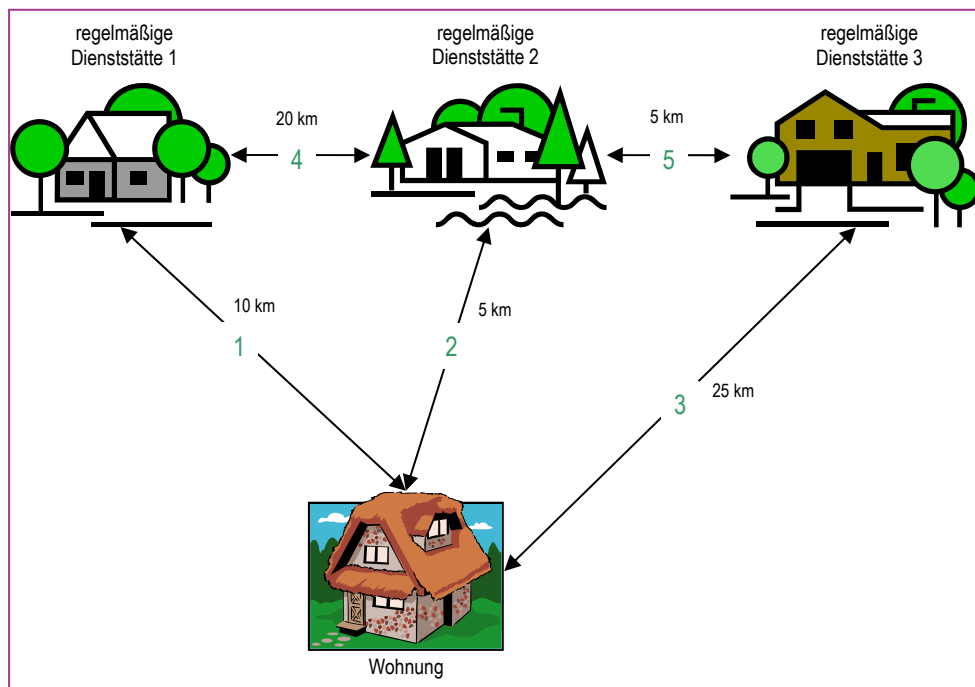 regelmäßige
Dienststätte 1
regelmäßige
Dienststätte 2
regelmäßige
Dienststätte 3
20 km
4
5 km
5
10 km
1
5 km
2
25 km
3
Wohnung